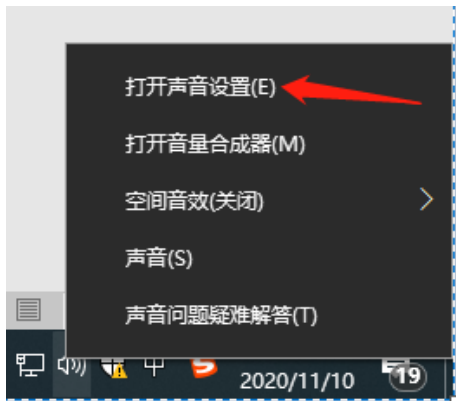 打开声音设置(E)
打开音量合成器(M)
空间音效(关闭)
声音(S)
声音问题疑难解答(T)
中
2020/11/10
19